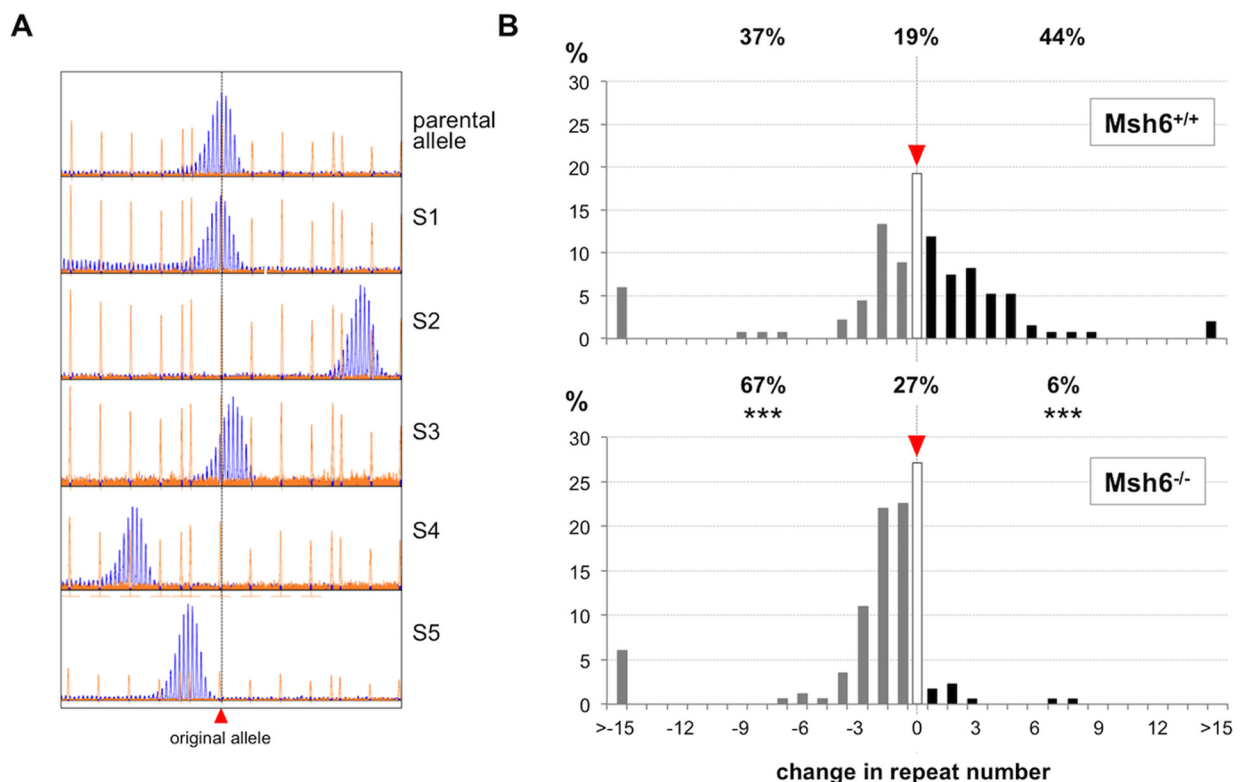 A
parental
allele
S1
S2
S3
S4
S5
original allele
B
37% 19% 44%
%
30
25
20
15
10
5
0
Msh6+/+
67% 27% 6%
*** ***
%
30
25
20
15
10
5
0
Msh6-/-
>-15 -12 -9 -6 -3 0 3 6 9 12 >15
change in repeat number